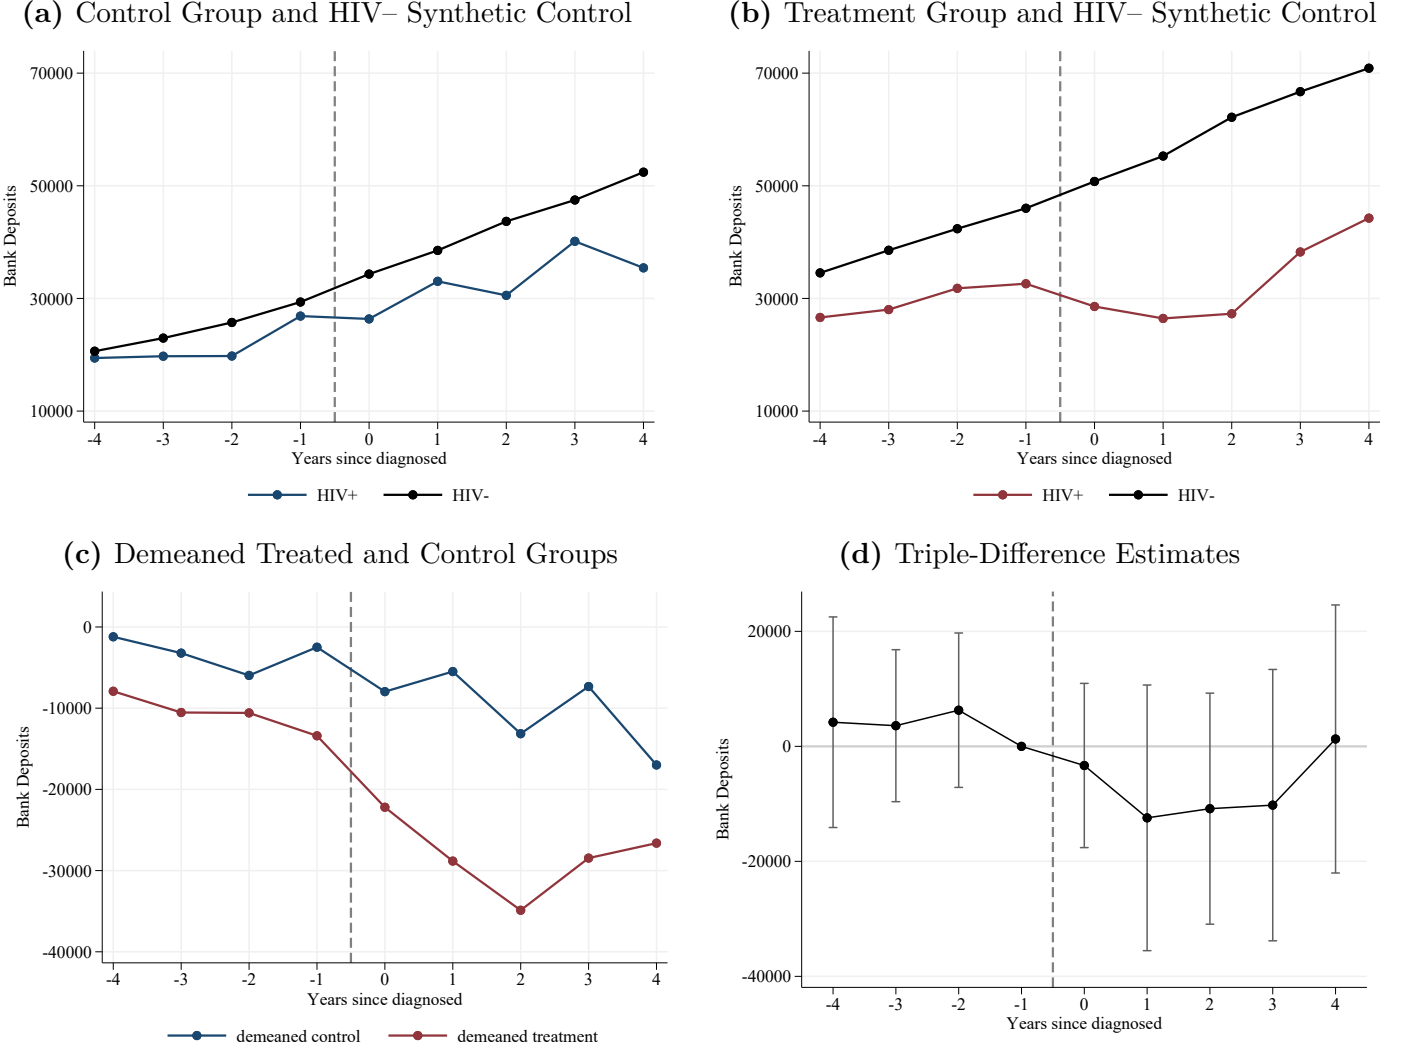 (a) Control Group and HIV– Synthetic Control
70000
50000
30000
10000
Bank Deposits
-4 -3 -2 -1 0 1 2 3 4
Years since diagnosed
HIV+ HIV-
(b) Treatment Group and HIV– Synthetic Control
70000
50000
30000
10000
Bank Deposits
-4 -3 -2 -1 0 1 2 3 4
Years since diagnosed
HIV+ HIV-
(c) Demeaned Treated and Control Groups
0
-10000
-20000
-30000
-40000
Bank Deposits
-4 -3 -2 -1 0 1 2 3 4
Years since diagnosed
demeaned control demeaned treatment
(d) Triple-Difference Estimates
20000
0
-20000
-40000
Bank Deposits
-4 -3 -2 -1 0 1 2 3 4
Years since diagnosed